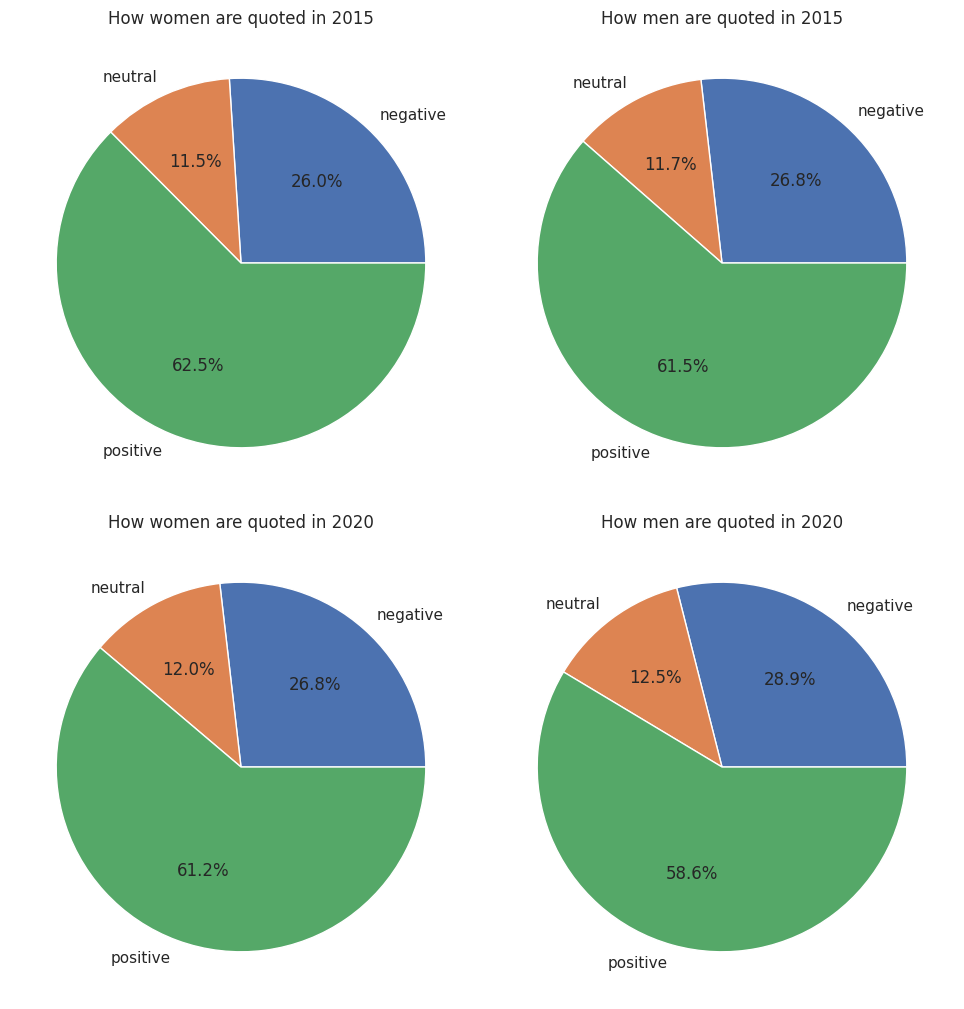 How women are quoted in 2015
neutral
negative
11.5%
26.0%
62.5%
positive
How men are quoted in 2015
neutral
negative
11.7%
26.8%
61.5%
positive
How women are quoted in 2020
neutral
negative
12.0%
26.8%
61.2%
positive
How men are quoted in 2020
neutral
negative
12.5%
28.9%
58.6%
positive